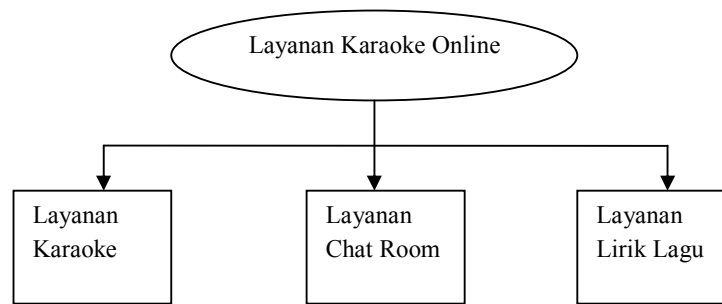 Layanan Karaoke Online
Layanan
Karaoke
Layanan
Chat Room
Layanan
Lirik Lagu